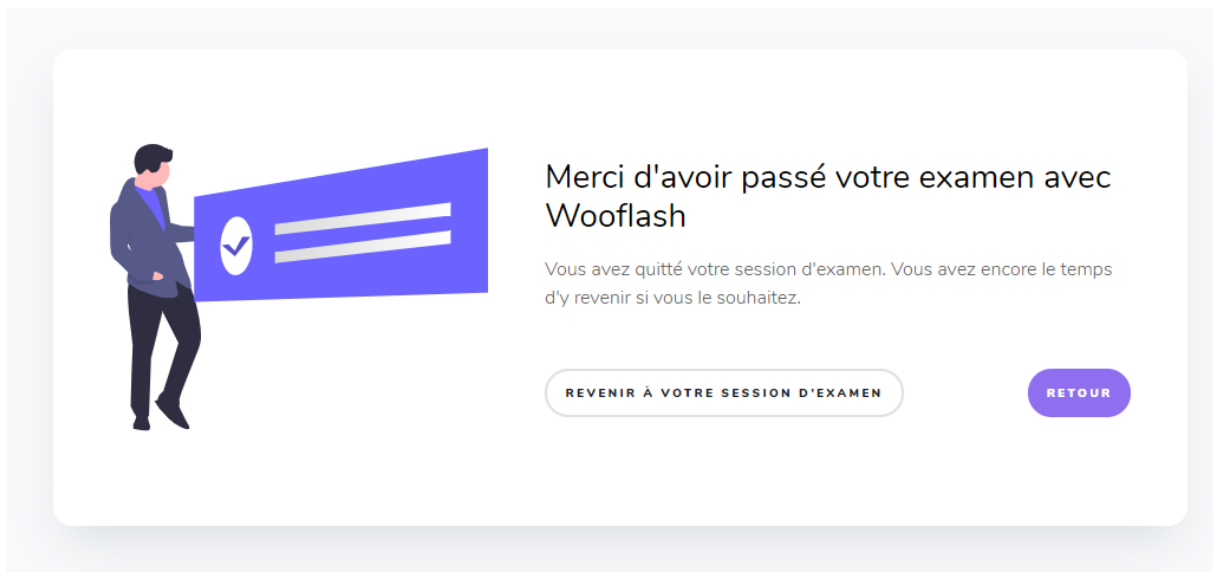 Merci d'avoir passé votre examen avec
Wooflash
Vous avez quitté votre session d'examen. Vous avez encore le temps
d'y revenir si vous le souhaitez.
REVENIR À VOTRE SESSION D'EXAMEN
RETOUR